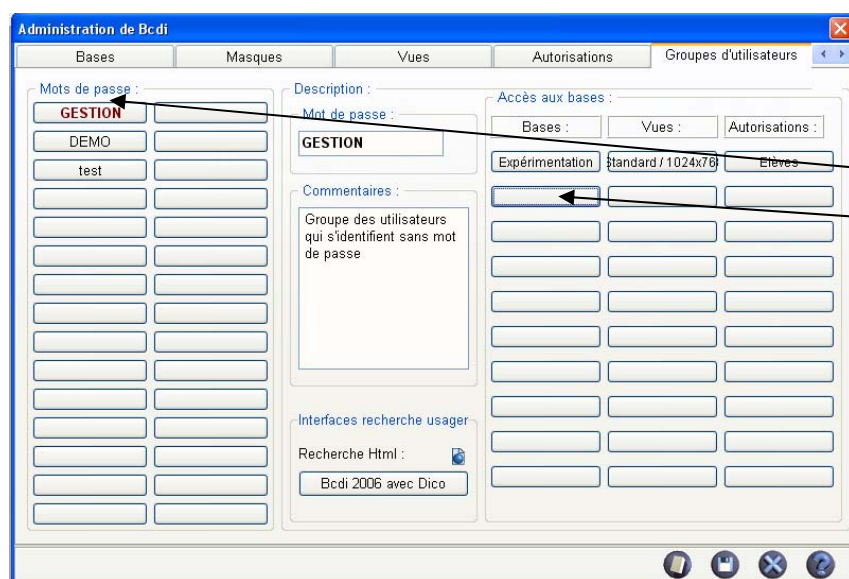 Administration de Bcdi
Bases Masques Vues Autorisations Groupes d'utilisateurs
Mots de passe :
GESTION
DEMO
test
Description :
Mot de passe :
GESTION
Commentaires :
Groupe des utilisateurs
qui s'identifient sans mot
de passe
Interfaces recherche usager
Recherche Html :
Bcdi 2006 avec Dico
Accès aux bases :
Bases : Vues : Autorisations :
Expérimentation Standard / 1024x768 Elèves